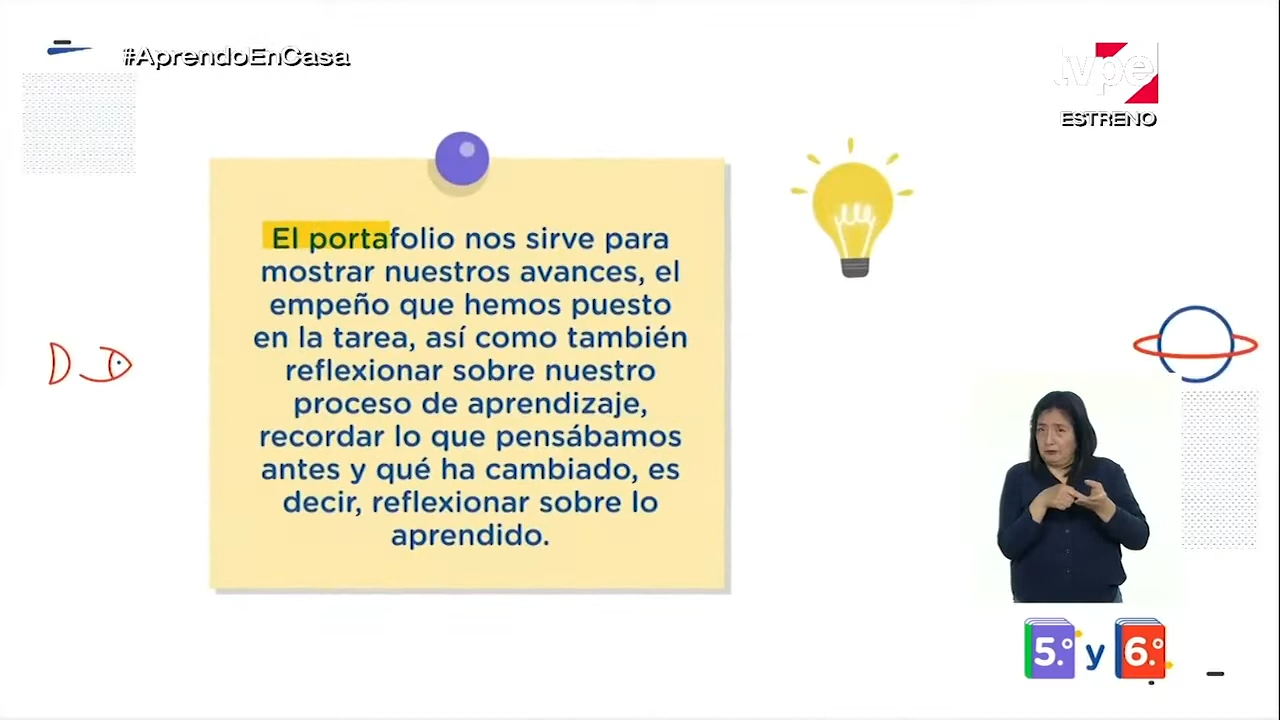 #AprendoEnCasa
tvpe
ESTRENO
El portafolio nos sirve para
mostrar nuestros avances, el
empeño que hemos puesto
en la tarea, así como también
reflexionar sobre nuestro
proceso de aprendizaje,
recordar lo que pensábamos
antes y qué ha cambiado, es
decir, reflexionar sobre lo
aprendido.
5.° y 6.°